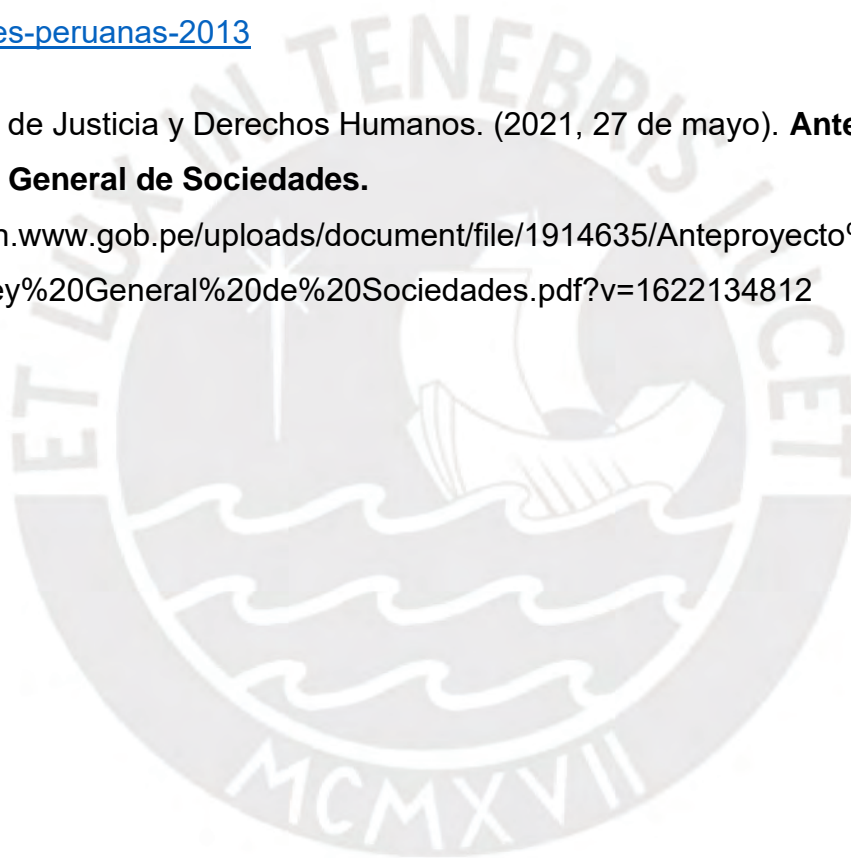 es-peruanas-2013
de Justicia y Derechos Humanos. (2021, 27 de mayo). Ante
General de Sociedades.
n.www.gob.pe/uploads/document/file/1914635/Anteproyecto%
ey%20General%20de%20Sociedades.pdf?v=1622134812
ET LUX IN TENEBRIS LUCET
MCMXVII